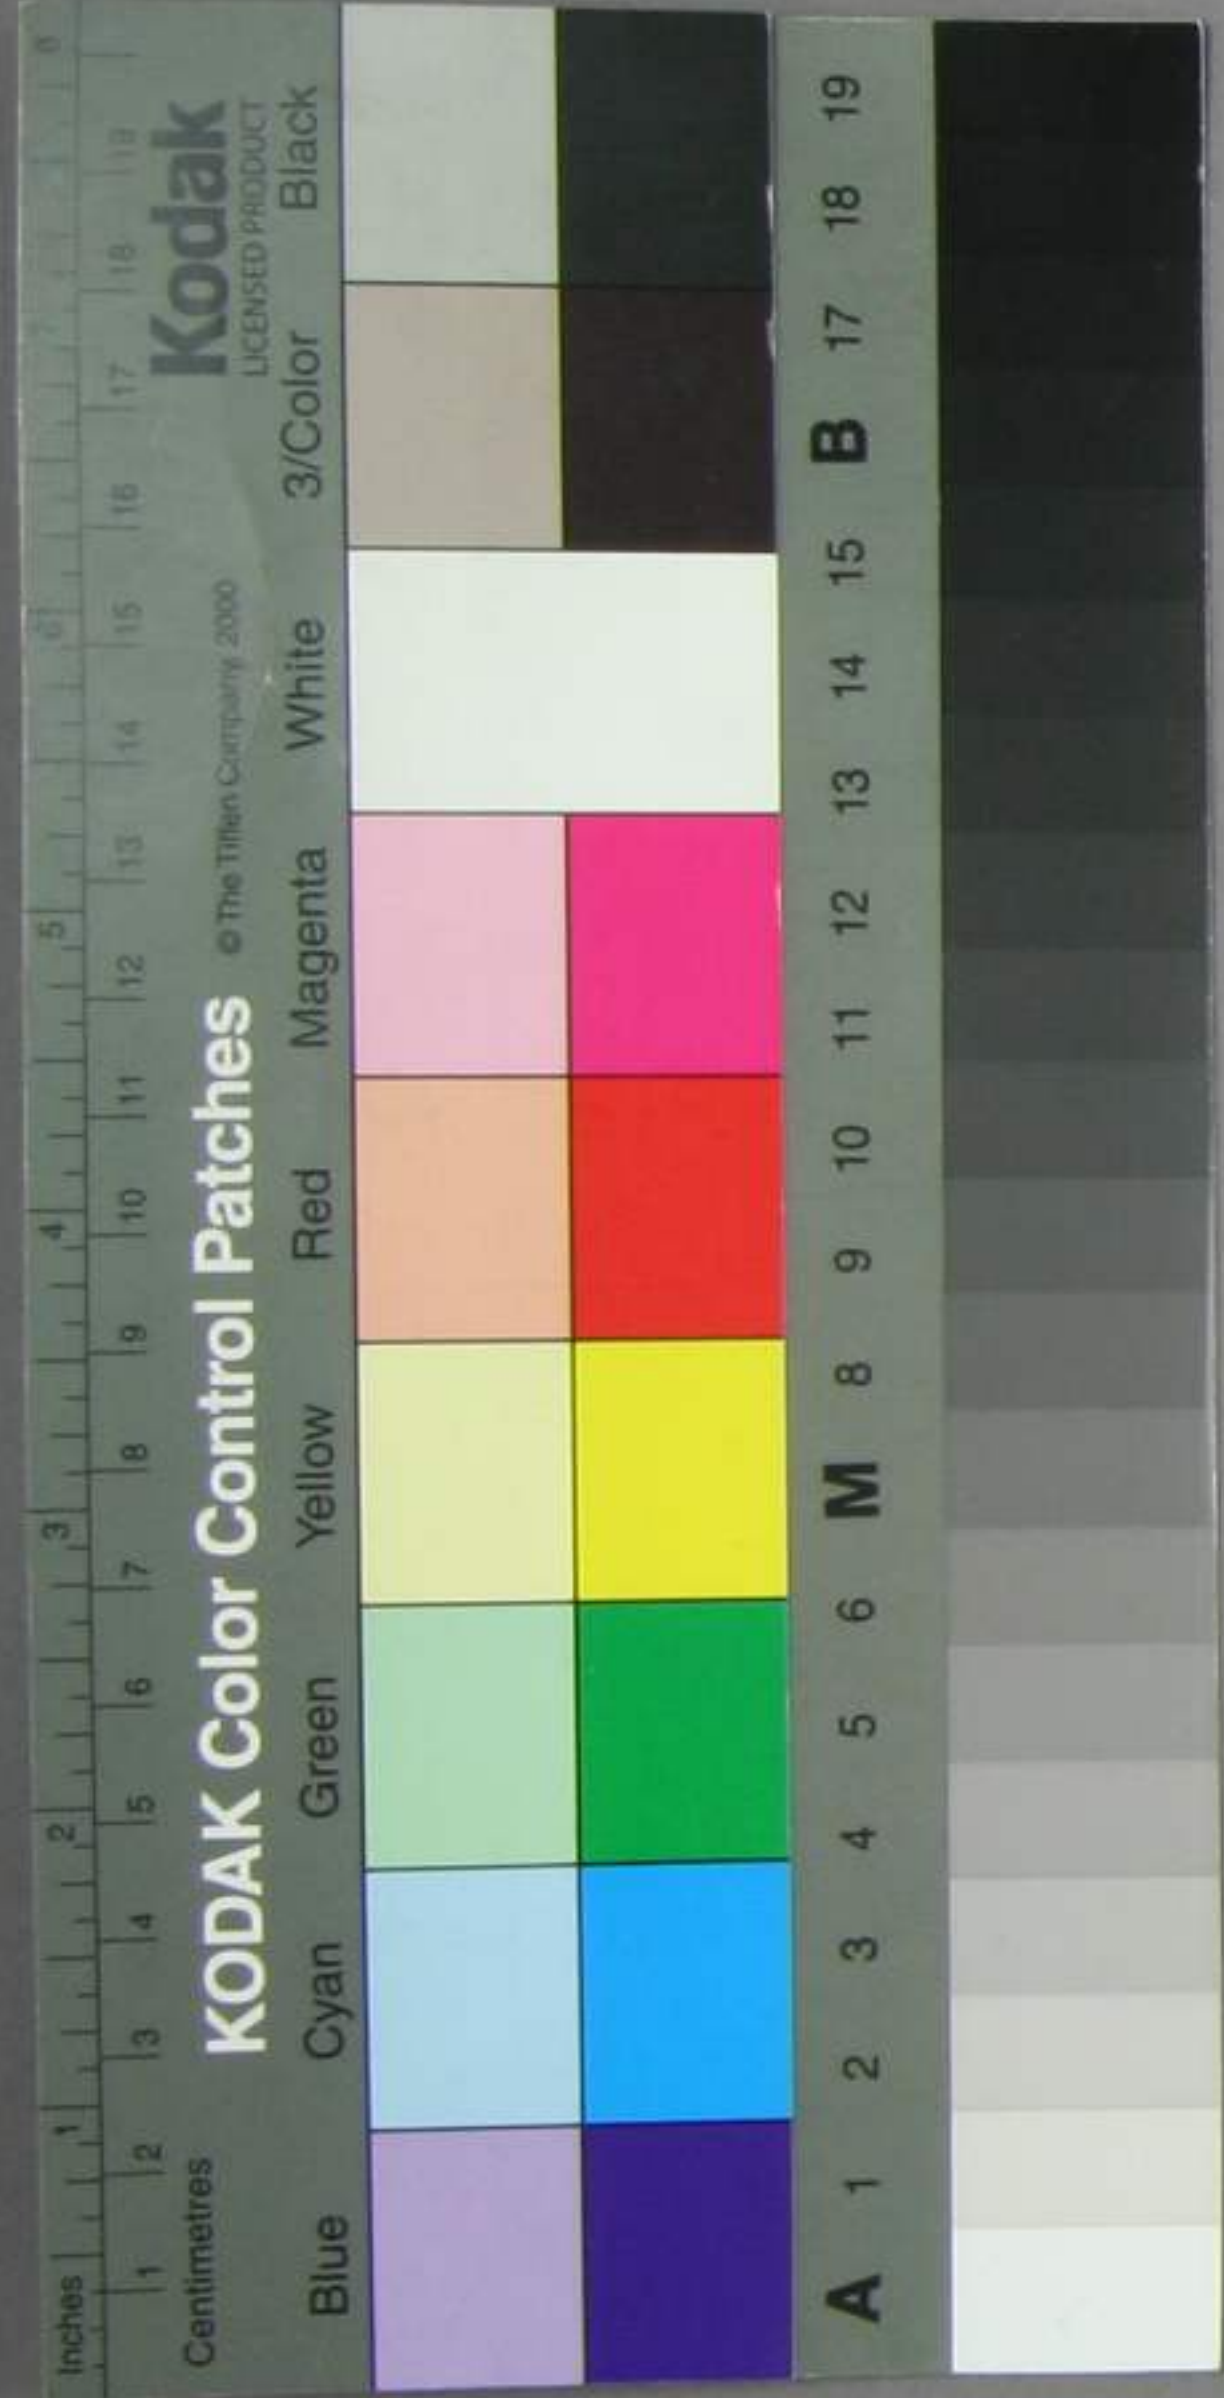 Inches 1 2 3 4 5 6 8
Centimetres 1 2 3 4 5 6 7 8 9 10 11 12 13 14 15 16 17 18 19
KODAK Color Control Patches © The Tiffen Company, 2000 Kodak
LICENSED PRODUCT
Blue Cyan Green Yellow Red Magenta White 3/Color Black
A 1 2 3 4 5 6 M 8 9 10 11 12 13 14 15 B 17 18 19